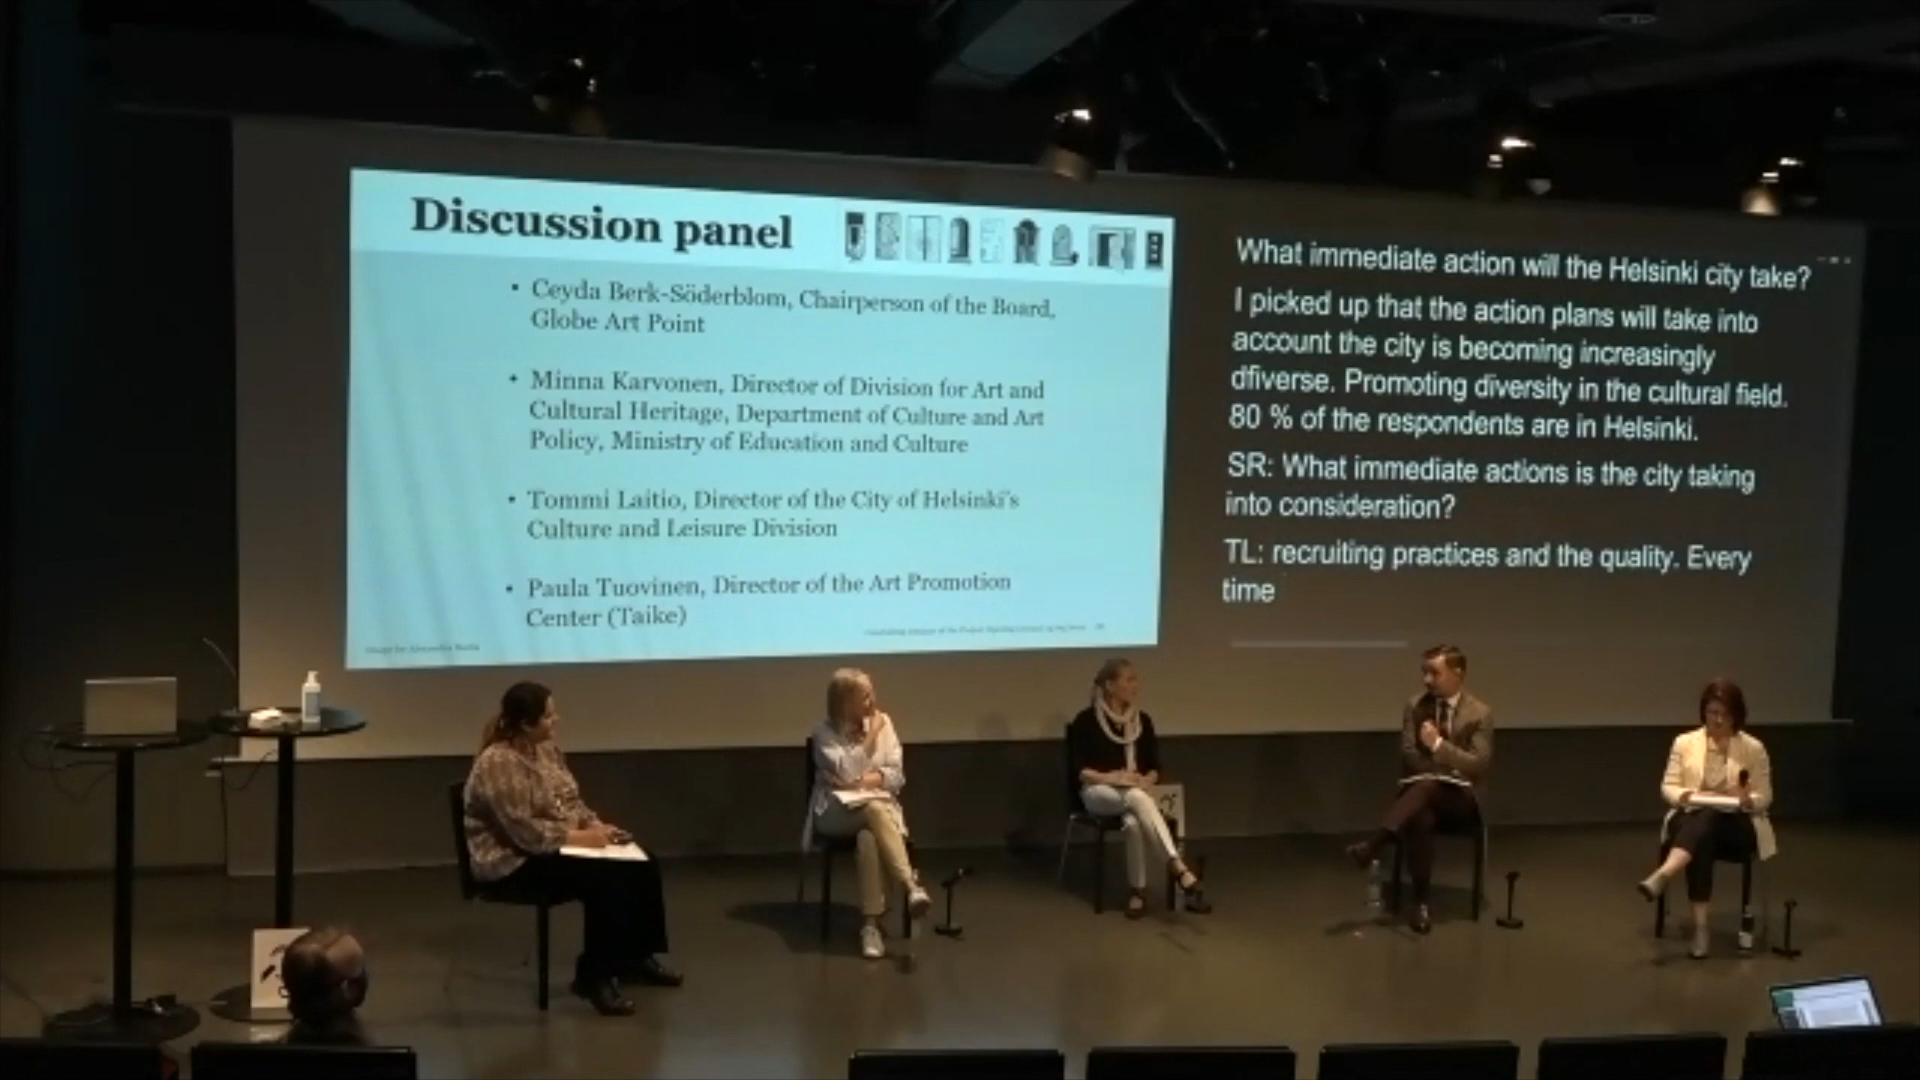 Discussion panel
• Ceyda Berk-Söderblom, Chairperson of the Board,
Globe Art Point
• Minna Karvonen, Director of Division for Art and
Cultural Heritage, Department of Culture and Art
Policy, Ministry of Education and Culture
• Tommi Laitio, Director of the City of Helsinki's
Culture and Leisure Division
• Paula Tuovinen, Director of the Art Promotion
Center (Taike)
What immediate action will the Helsinki city take?
I picked up that the action plans will take into
account the city is becoming increasingly
dfiverse. Promoting diversity in the cultural field.
80 % of the respondents are in Helsinki.
SR: What immediate actions is the city taking
into consideration?
TL: recruiting practices and the quality. Every
time